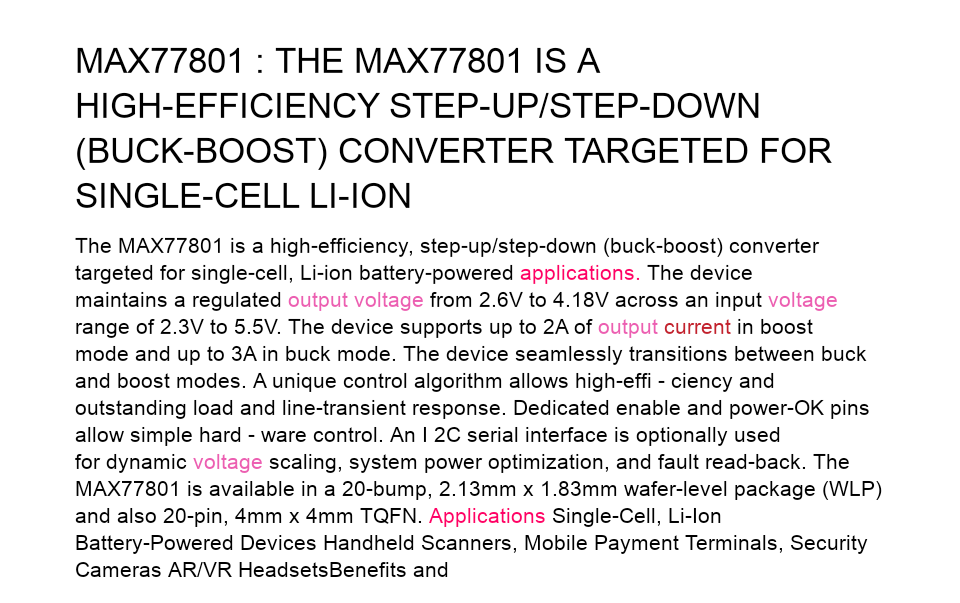 MAX77801 : THE MAX77801 IS A
HIGH-EFFICIENCY STEP-UP/STEP-DOWN
(BUCK-BOOST) CONVERTER TARGETED FOR
SINGLE-CELL LI-ION
The MAX77801 is a high-efficiency, step-up/step-down (buck-boost) converter
targeted for single-cell, Li-ion battery-powered applications. The device
maintains a regulated output voltage from 2.6V to 4.18V across an input voltage
range of 2.3V to 5.5V. The device supports up to 2A of output current in boost
mode and up to 3A in buck mode. The device seamlessly transitions between buck
and boost modes. A unique control algorithm allows high-effi - ciency and
outstanding load and line-transient response. Dedicated enable and power-OK pins
allow simple hard - ware control. An I 2C serial interface is optionally used
for dynamic voltage scaling, system power optimization, and fault read-back. The
MAX77801 is available in a 20-bump, 2.13mm x 1.83mm wafer-level package (WLP)
and also 20-pin, 4mm x 4mm TQFN. Applications Single-Cell, Li-Ion
Battery-Powered Devices Handheld Scanners, Mobile Payment Terminals, Security
Cameras AR/VR HeadsetsBenefits and